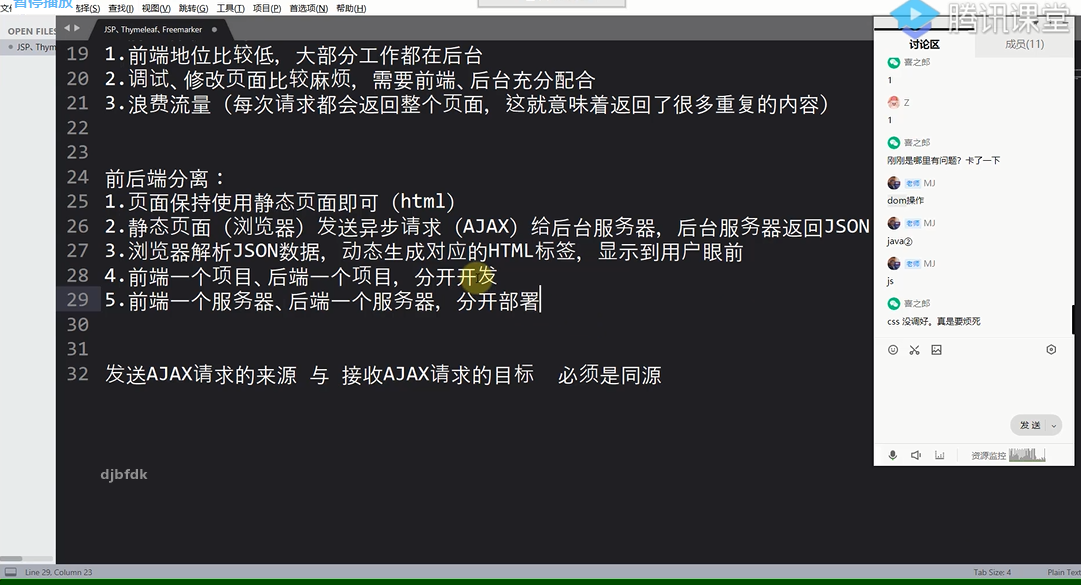 暂停播放
选择(S) 查找(I) 视图(V) 跳转(G) 工具(T) 项目(P) 首选项(N) 帮助(H)
OPEN FILES
JSP, Thym
JSP, Thymeleaf, Freemarker
19 1.前端地位比较低，大部分工作都在后台
20 2.调试、修改页面比较麻烦，需要前端、后台充分配合
21 3.浪费流量（每次请求都会返回整个页面，这就意味着返回了很多重复的内容）
22
23
24 前后端分离：
25 1.页面保持使用静态页面即可（html）
26 2.静态页面（浏览器）发送异步请求（AJAX）给后台服务器，后台服务器返回JSON
27 3.浏览器解析JSON数据，动态生成对应的HTML标签，显示到用户眼前
28 4.前端一个项目、后端一个项目，分开开发
29 5.前端一个服务器、后端一个服务器，分开部署
30
31
32 发送AJAX请求的来源 与 接收AJAX请求的目标 必须是同源
djbfdk
腾讯课堂
讨论区 成员(11)
喜之郎
1
Z
1
喜之郎
刚刚是哪里有问题？卡了一下
老师 MJ
dom操作
老师 MJ
java②
老师 MJ
js
喜之郎
css 没调好。真是要烦死
发送
资源监控
Line 29, Column 23
Tab Size: 4 Plain Text